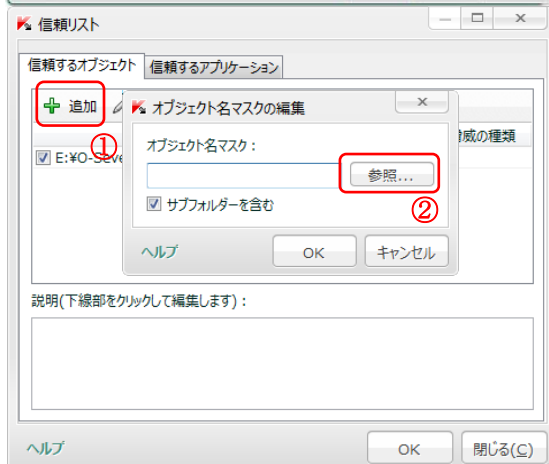 信頼リスト
信頼するオブジェクト 信頼するアプリケーション
追加
①
オブジェクト名マスクの編集
オブジェクト名マスク：
参照...
②
サブフォルダーを含む
ヘルプ OK キャンセル
威の種類
E:¥O-Seve
説明(下線部をクリックして編集します)：
ヘルプ OK 閉じる(C)